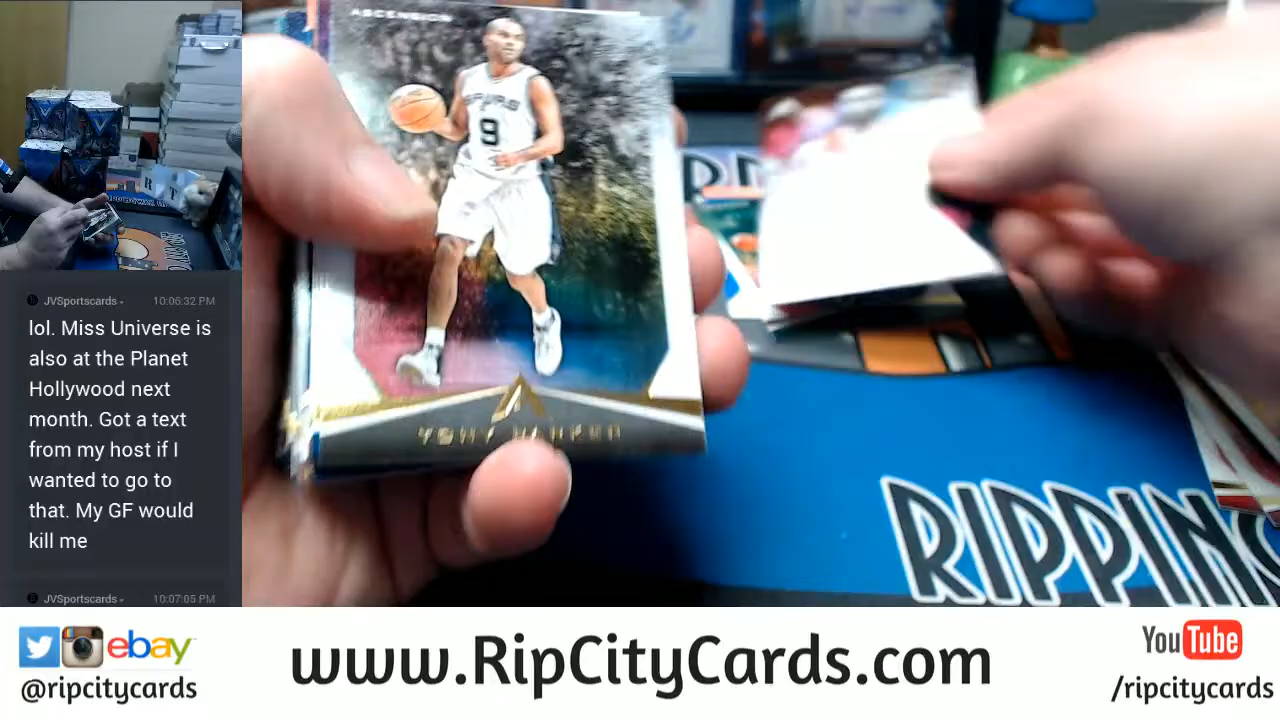 ASCENSION
SPURS
9
TONY PARKER
RIPPIN
JVSportscards 10:06:32 PM
lol. Miss Universe is
also at the Planet
Hollywood next
month. Got a text
from my host if I
wanted to go to
that. My GF would
kill me
JVSportscards 10:07:05 PM
ebay
@ripcitycards
www.RipCityCards.com
YouTube
/ripcitycards